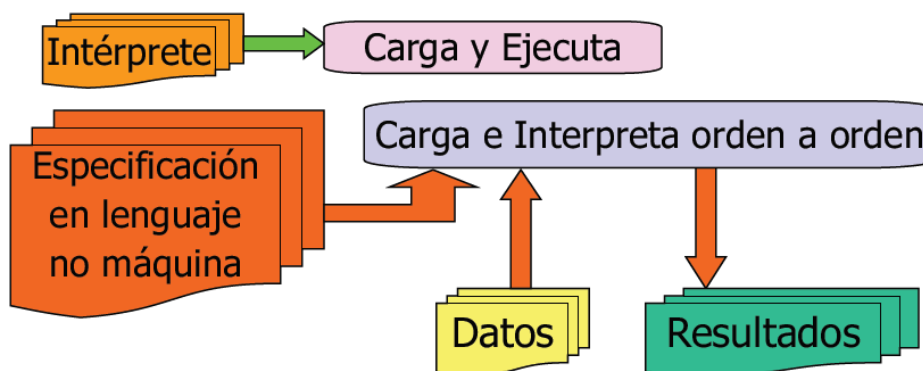 Intérprete
Carga y Ejecuta
Carga e Interpreta orden a orden
Especificación
en lenguaje
no máquina
Datos
Resultados